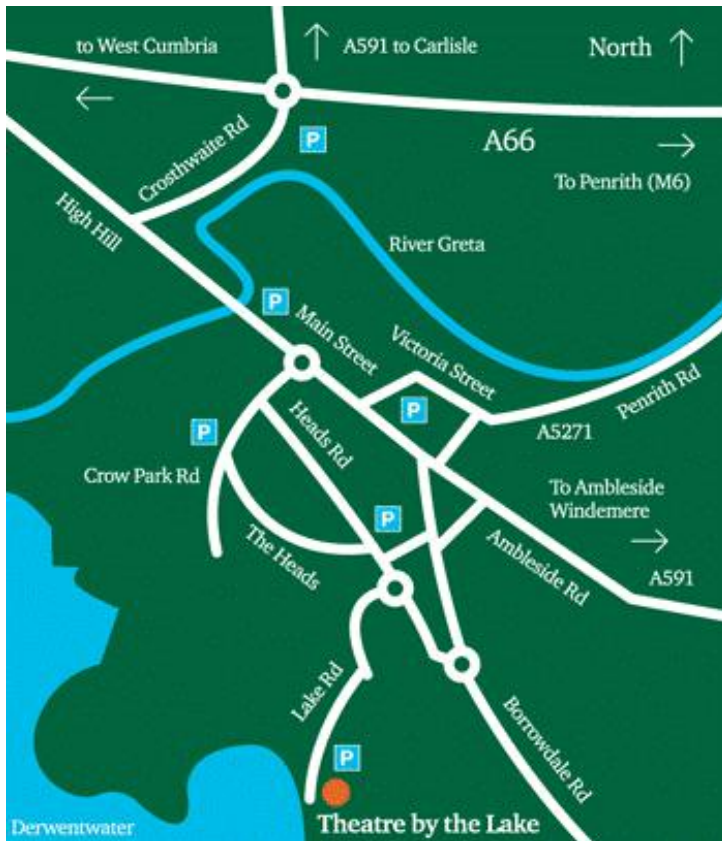 to West Cumbria
A591 to Carlisle
North
Crosthwaite Rd
P
A66
To Penrith (M6)
High Hill
River Greta
P
Main Street
Victoria Street
Penrith Rd
P
A5271
Heads Rd
P
Crow Park Rd
To Ambleside
Windemere
P
The Heads
Ambleside Rd
A591
Lake Rd
Borrowdale Rd
P
Theatre by the Lake
Derwentwater